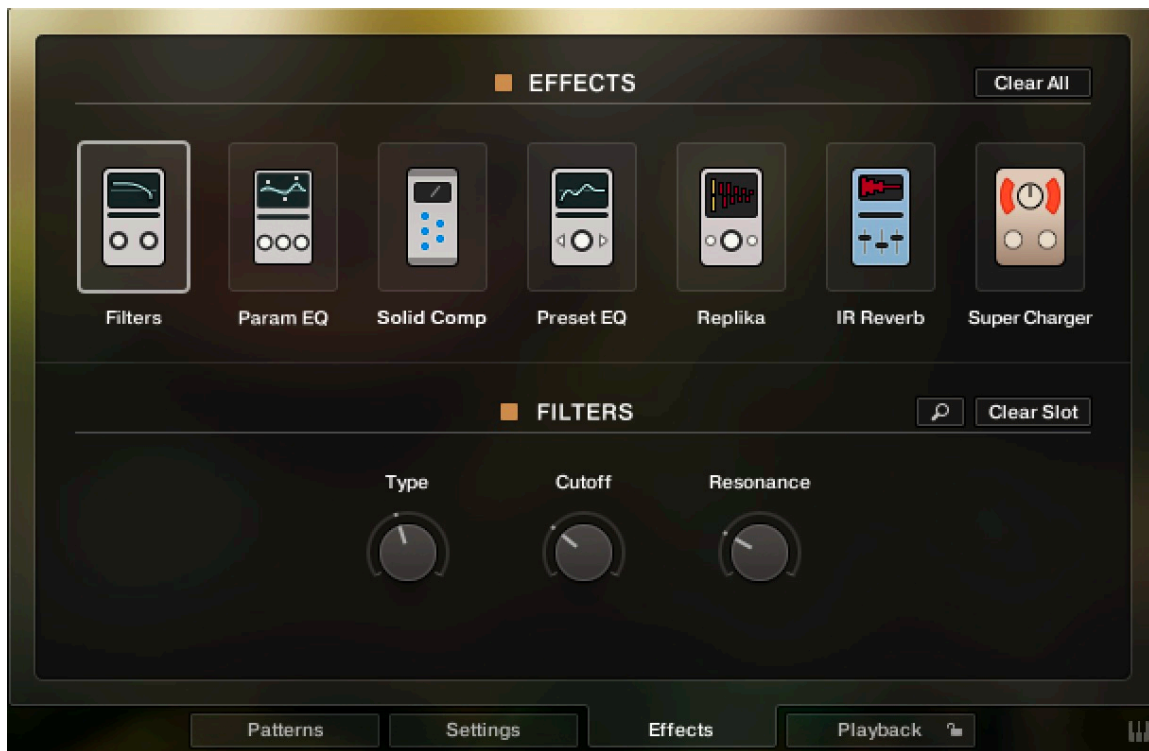 EFFECTS
Clear All
Filters
Param EQ
Solid Comp
Preset EQ
Replika
IR Reverb
Super Charger
FILTERS
Clear Slot
Type
Cutoff
Resonance
Patterns
Settings
Effects
Playback